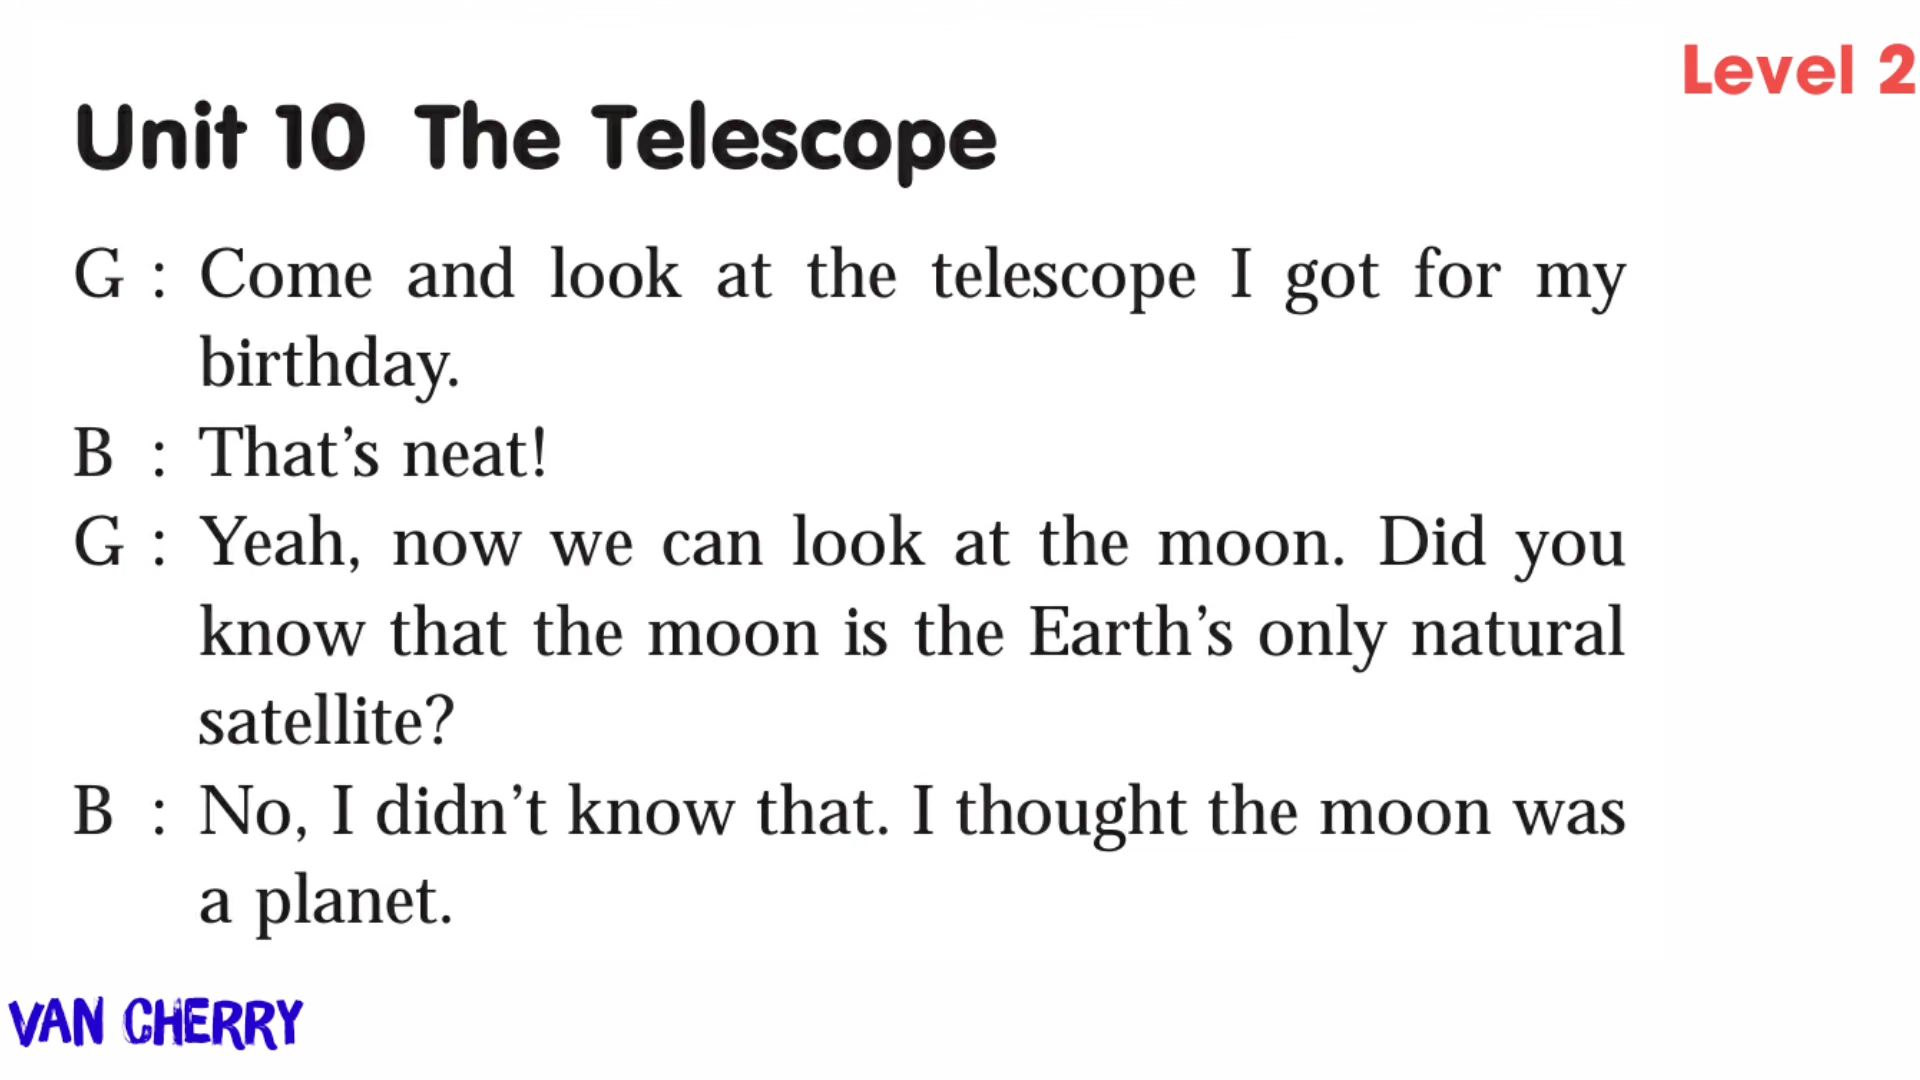 Level 2
Unit 10 The Telescope
G : Come and look at the telescope I got for my
birthday.
B : That’s neat!
G : Yeah, now we can look at the moon. Did you
know that the moon is the Earth’s only natural
satellite?
B : No, I didn’t know that. I thought the moon was
a planet.
VAN CHERRY